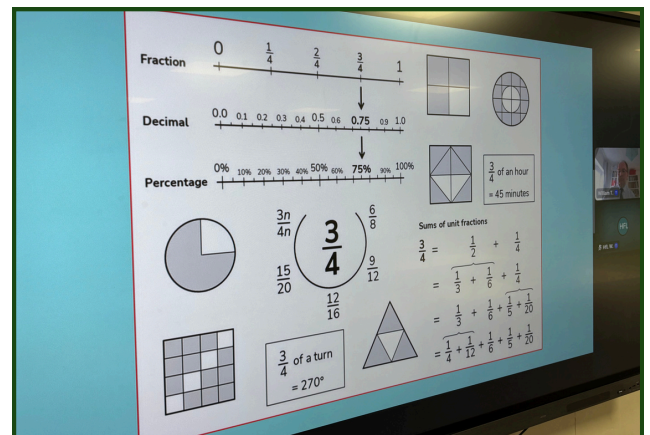 Fraction
0 1/4 2/4 3/4 1
Decimal
0.0 0.1 0.2 0.3 0.4 0.5 0.6 0.75 0.9 1.0
Percentage
0% 10% 20% 30% 40% 50% 60% 75% 90% 100%
3/4 of an hour
= 45 minutes
3n/4n 6/8
3/4
15/20 9/12
12/16
3/4 of a turn
= 270°
Sums of unit fractions
3/4 = 1/2 + 1/4
= 1/3 + 1/6 + 1/4
= 1/3 + 1/6 + 1/5 + 1/20
= 1/4 + 1/12 + 1/6 + 1/5 + 1/20
HFL